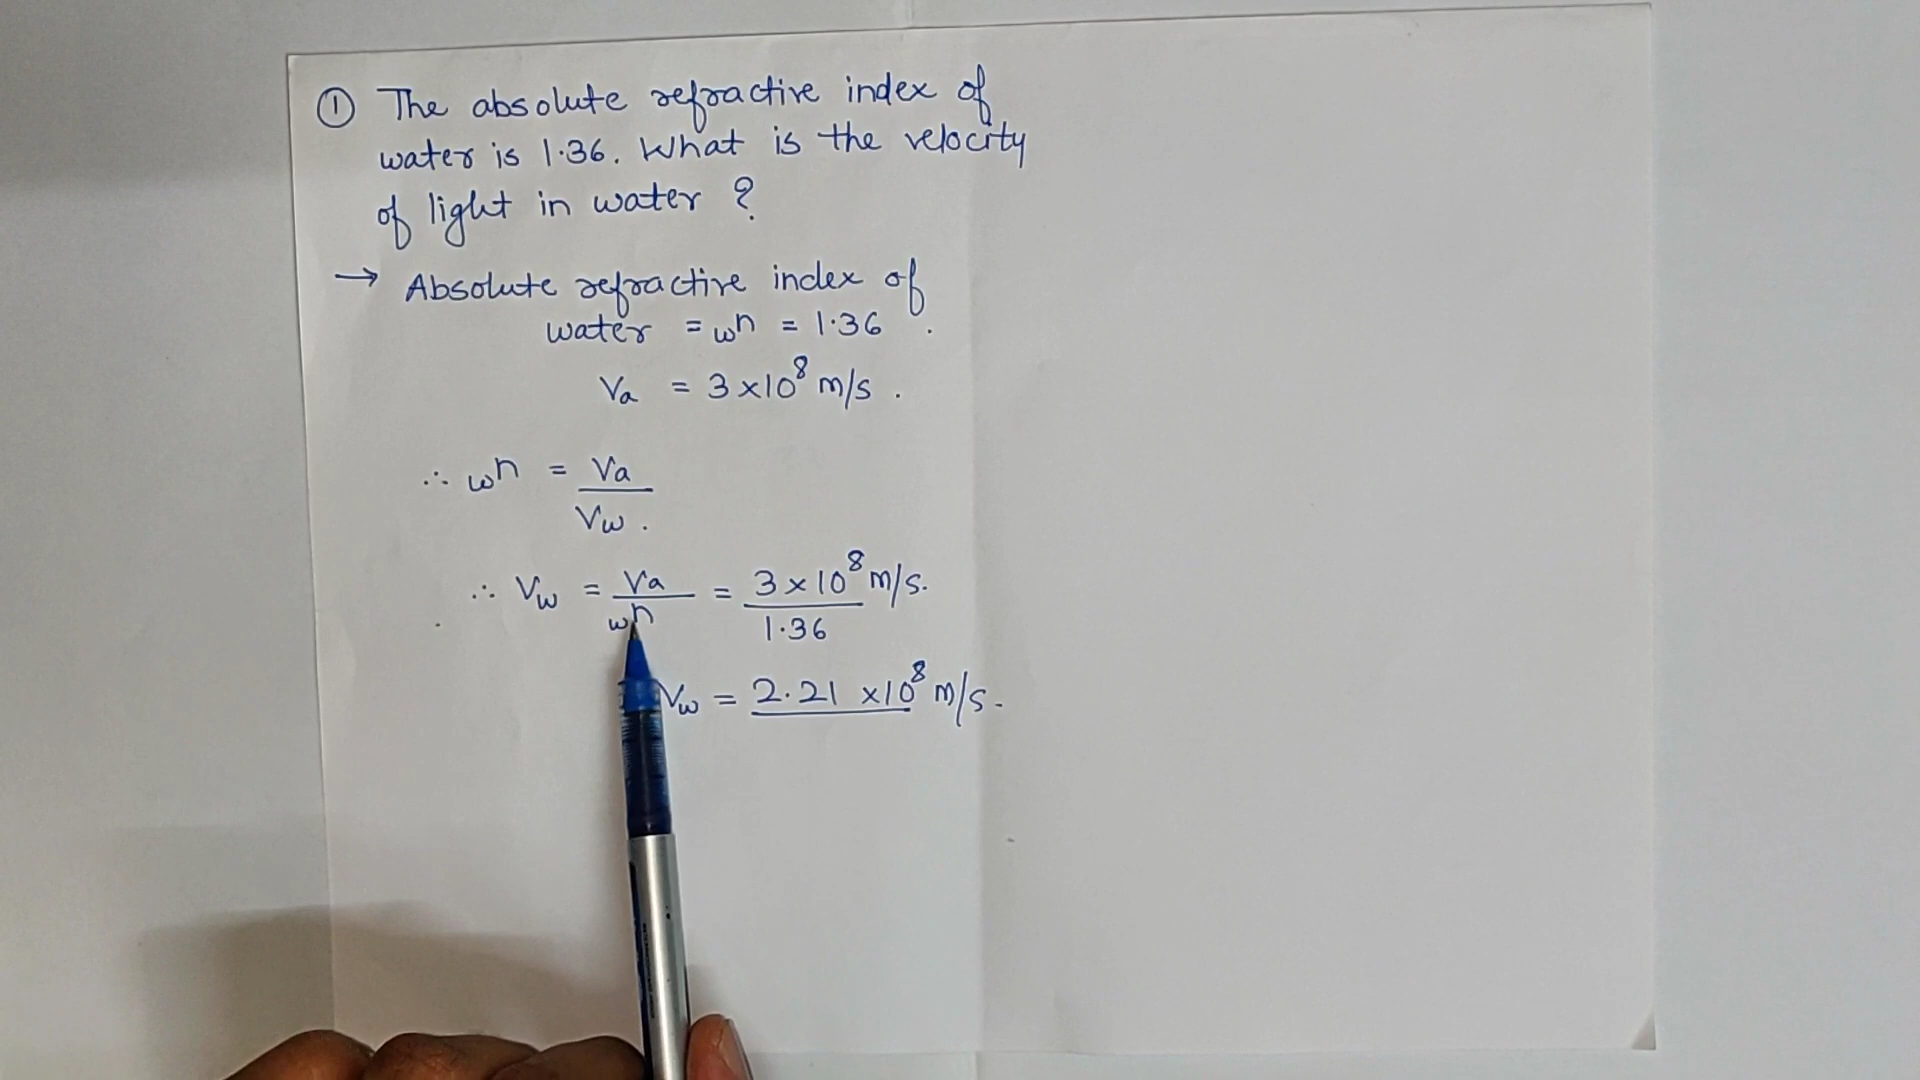 ① The absolute refractive index of
water is 1.36. What is the velocity
of light in water ?
→ Absolute refractive index of
water = wn = 1.36 .
Va = 3×10⁸ m/s .
∴ wn = Va
Vw .
∴ Vw = Va = 3×10⁸ m/s.
wn 1.36
Vw = 2.21 ×10⁸ m/s.